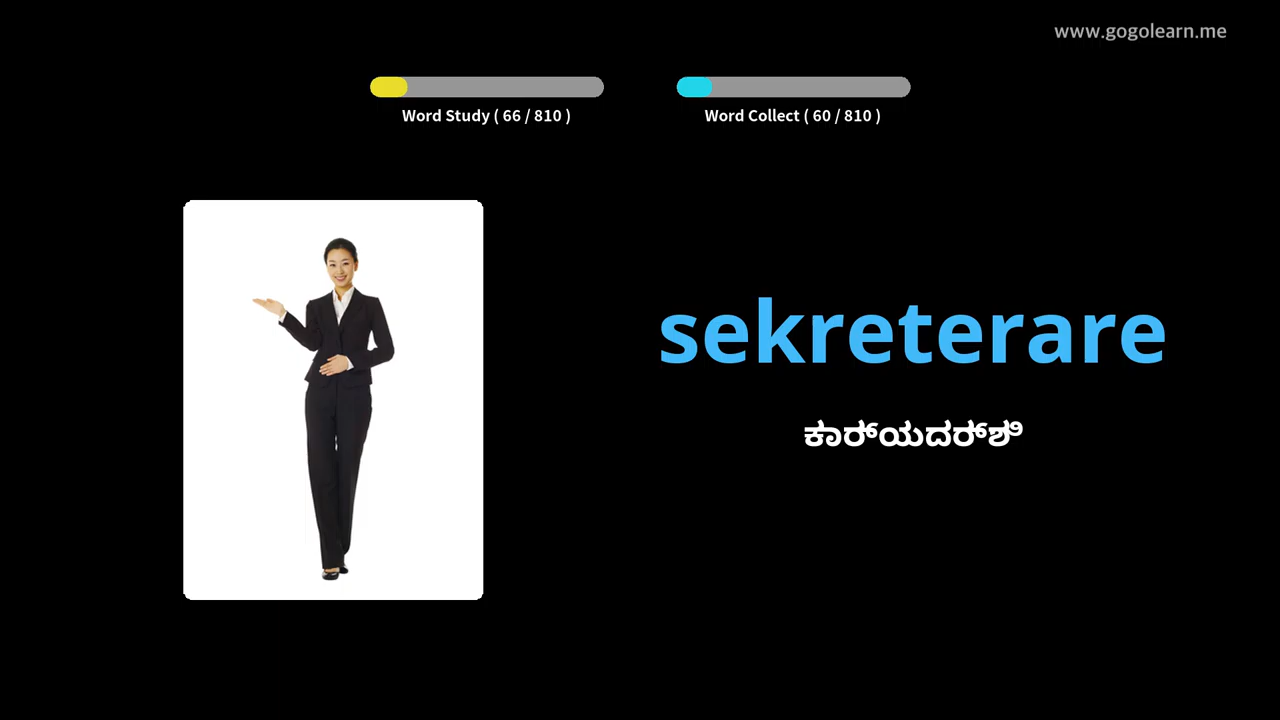 www.gogolearn.me
Word Study ( 66 / 810 )
Word Collect ( 60 / 810 )
sekreterare
ಕಾರ್ಯದರ್ಶಿ